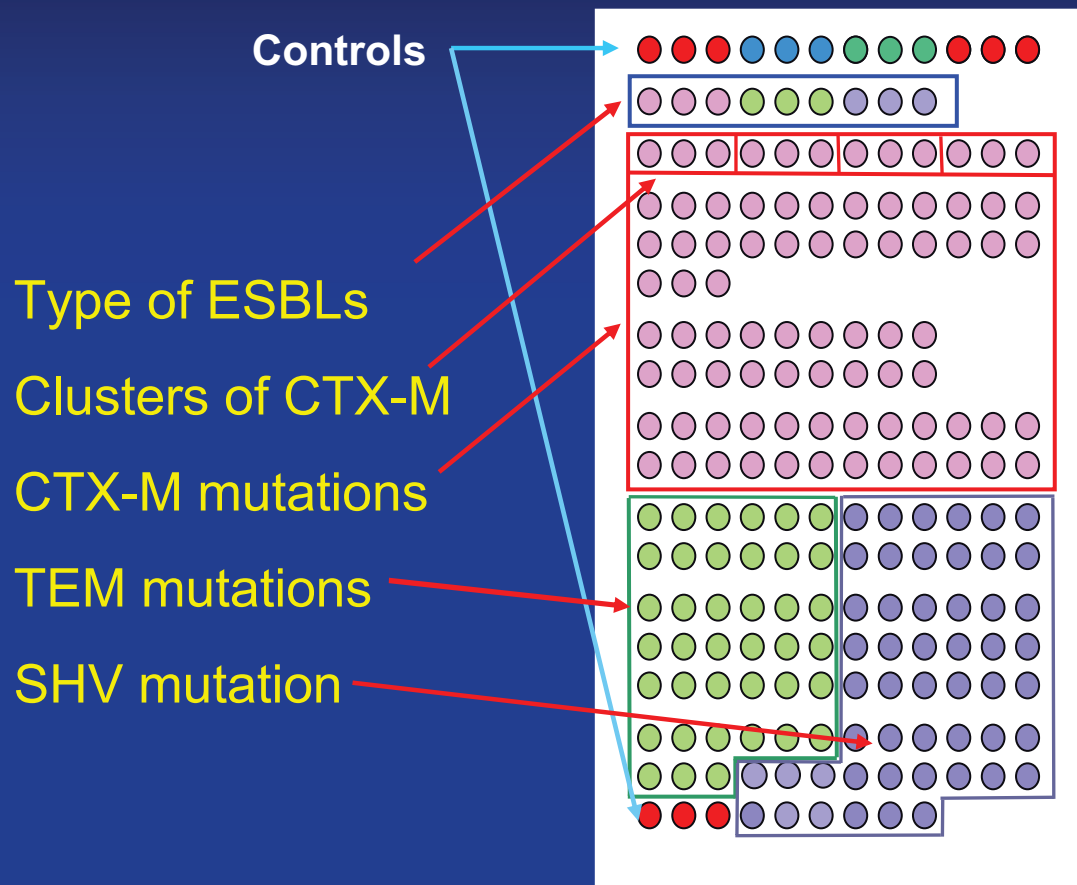 Controls
Type of ESBLs
Clusters of CTX-M
CTX-M mutations
TEM mutations
SHV mutation